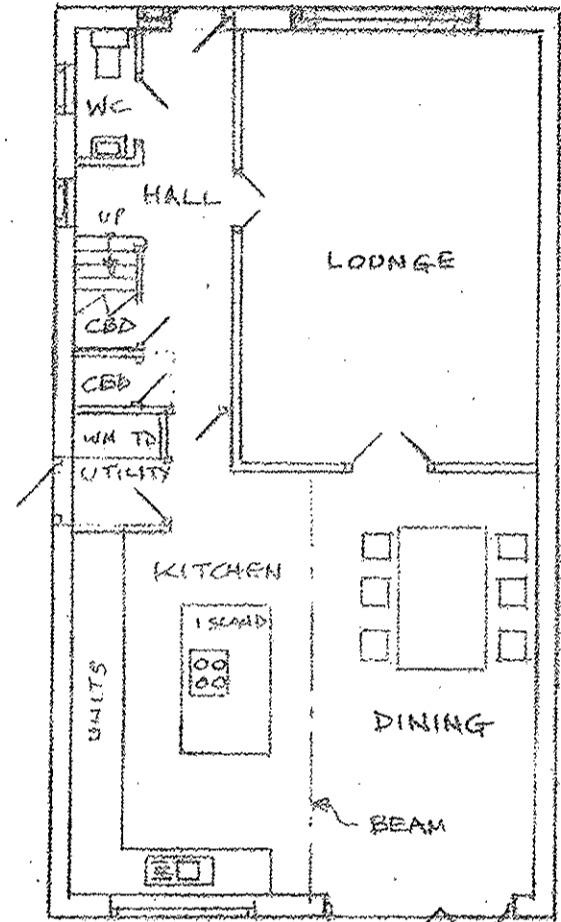 WC
HALL
UP
LOUNGE
CBD
CBD
WM TD
UTILITY
KITCHEN
ISLAND
UNITS
DINING
BEAM